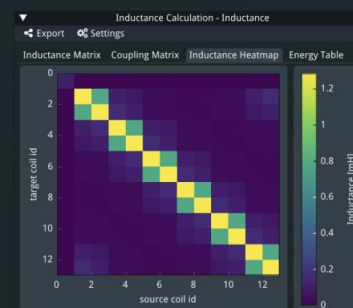 Inductance Calculation - Inductance
Export Settings
Inductance Matrix Coupling Matrix Inductance Heatmap Energy Table
0
2
4
6
8
10
12
target coil id
0 2 4 6 8 10 12
source coil id
1,2
1
0,8
0,6
0,4
0,2
0
Inductance [mH]